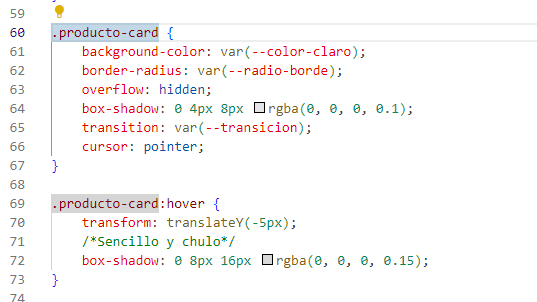 59
60 .producto-card {
61     background-color: var(--color-claro);
62     border-radius: var(--radio-borde);
63     overflow: hidden;
64     box-shadow: 0 4px 8px rgba(0, 0, 0, 0.1);
65     transition: var(--transicion);
66     cursor: pointer;
67 }
68
69 .producto-card:hover {
70     transform: translateY(-5px);
71     /*Sencillo y chulo*/
72     box-shadow: 0 8px 16px rgba(0, 0, 0, 0.15);
73 }
74